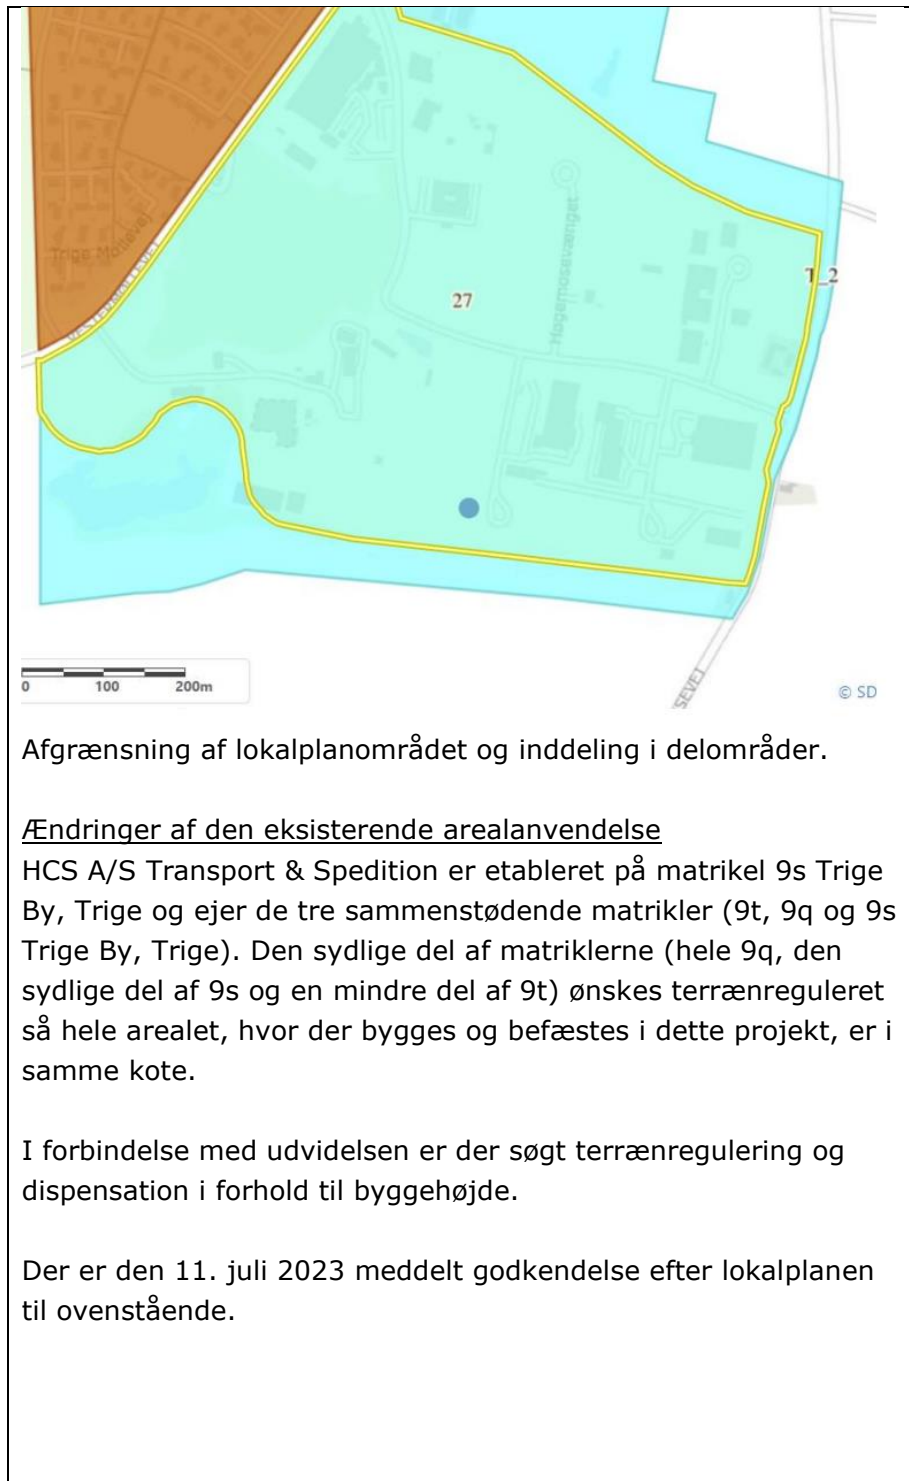 Trige Møllevej
VESTERMØLLEVEJ
Høgemosevænget
T_2
27
SEVEJ
0 100 200m
© SD
Afgrænsning af lokalplanområdet og inddeling i delområder.
Ændringer af den eksisterende arealanvendelse
HCS A/S Transport & Spedition er etableret på matrikel 9s Trige
By, Trige og ejer de tre sammenstødende matrikler (9t, 9q og 9s
Trige By, Trige). Den sydlige del af matriklerne (hele 9q, den
sydlige del af 9s og en mindre del af 9t) ønskes terrænreguleret
så hele arealet, hvor der bygges og befæstes i dette projekt, er i
samme kote.
I forbindelse med udvidelsen er der søgt terrænregulering og
dispensation i forhold til byggehøjde.
Der er den 11. juli 2023 meddelt godkendelse efter lokalplanen
til ovenstående.